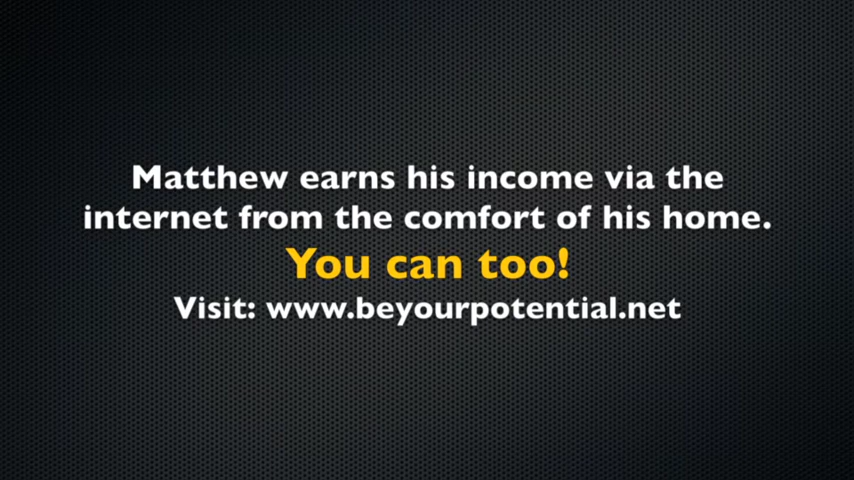 Matthew earns his income via the
internet from the comfort of his home.
You can too!
Visit: www.beyourpotential.net